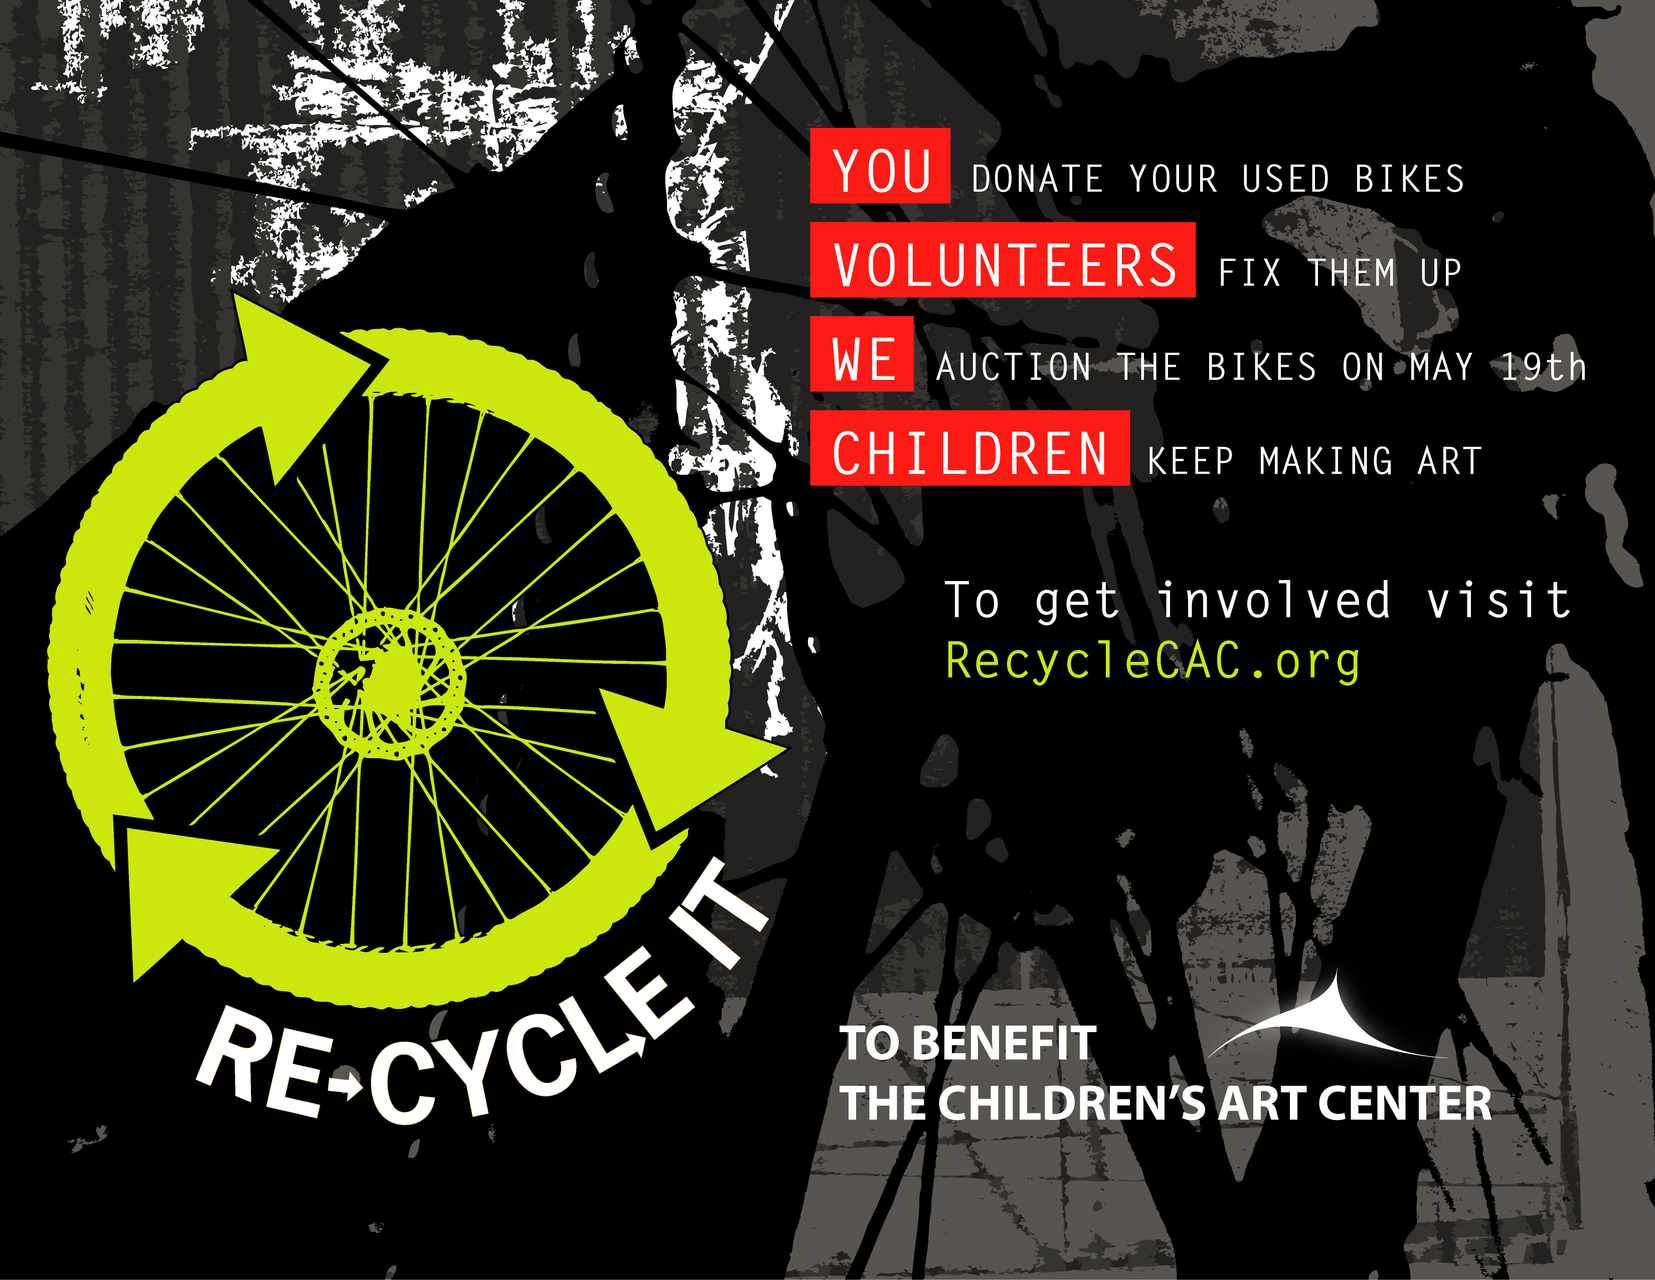 YOU DONATE YOUR USED BIKES
VOLUNTEERS FIX THEM UP
WE AUCTION THE BIKES ON MAY 19th
CHILDREN KEEP MAKING ART
To get involved visit
RecycleCAC.org
RE→CYCLE IT
TO BENEFIT
THE CHILDREN'S ART CENTER